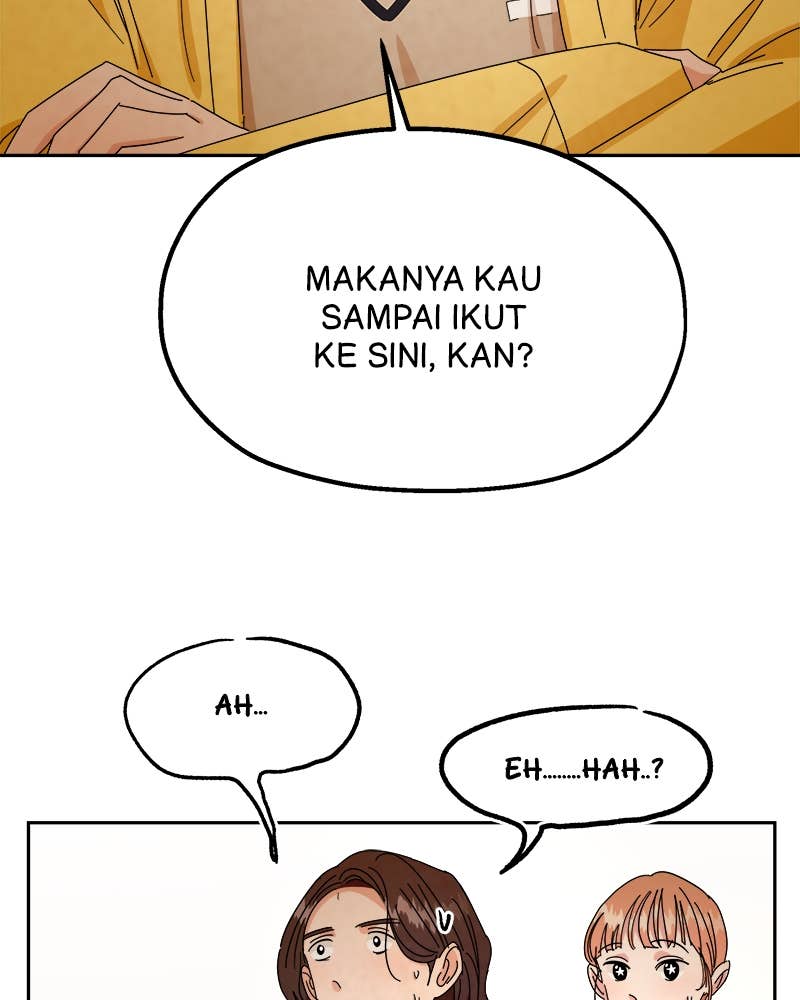 MAKANYA KAU
SAMPAI IKUT
KE SINI, KAN?
AH...
EH.........HAH..?